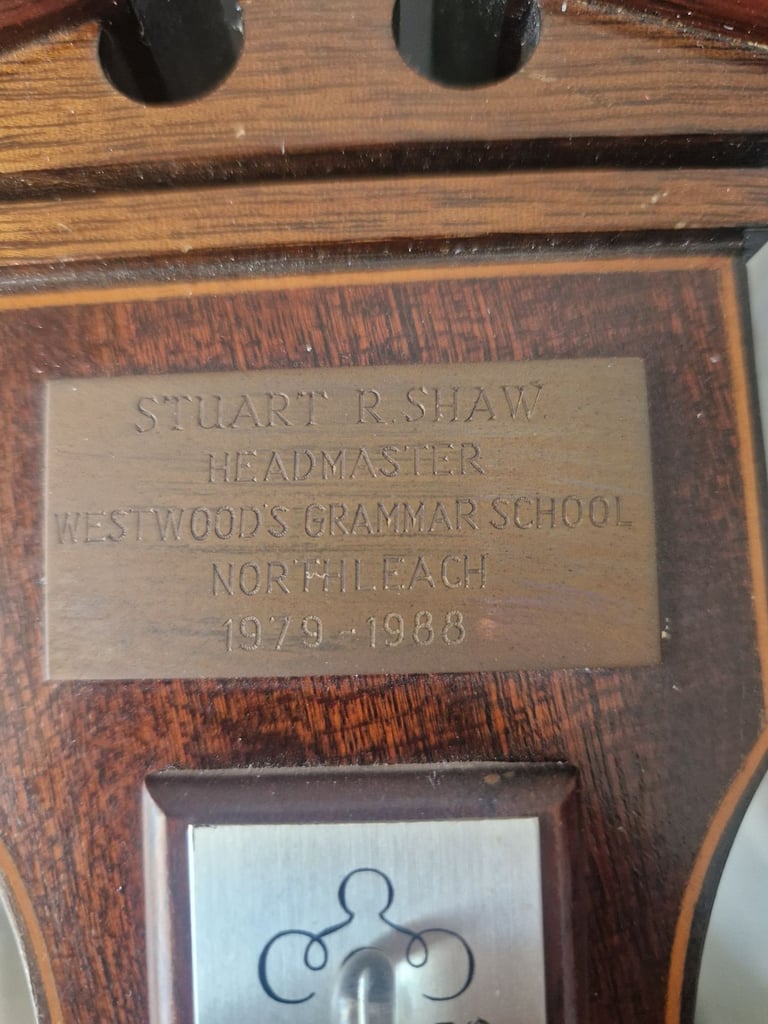 STUART R. SHAW
HEADMASTER
WESTWOOD'S GRAMMAR SCHOOL
NORTHLEACH
1979-1988